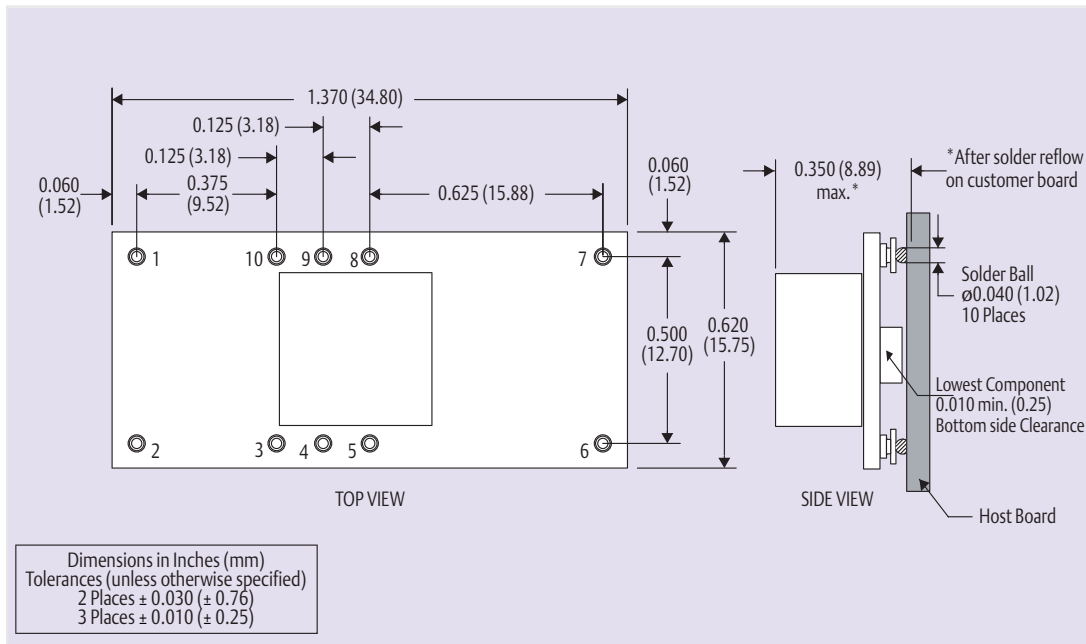 1.370 (34.80)
0.125 (3.18)
0.125 (3.18)
0.060
(1.52)
0.375
(9.52)
0.625 (15.88)
0.060
(1.52)
0.350 (8.89)
max.*
*After solder reflow
on customer board
1
10
9
8
7
Solder Ball
ø0.040 (1.02)
10 Places
0.500
(12.70)
0.620
(15.75)
Lowest Component
0.010 min. (0.25)
Bottom side Clearance
2
3
4
5
6
TOP VIEW
SIDE VIEW
Host Board
Dimensions in Inches (mm)
Tolerances (unless otherwise specified)
2 Places ± 0.030 (± 0.76)
3 Places ± 0.010 (± 0.25)